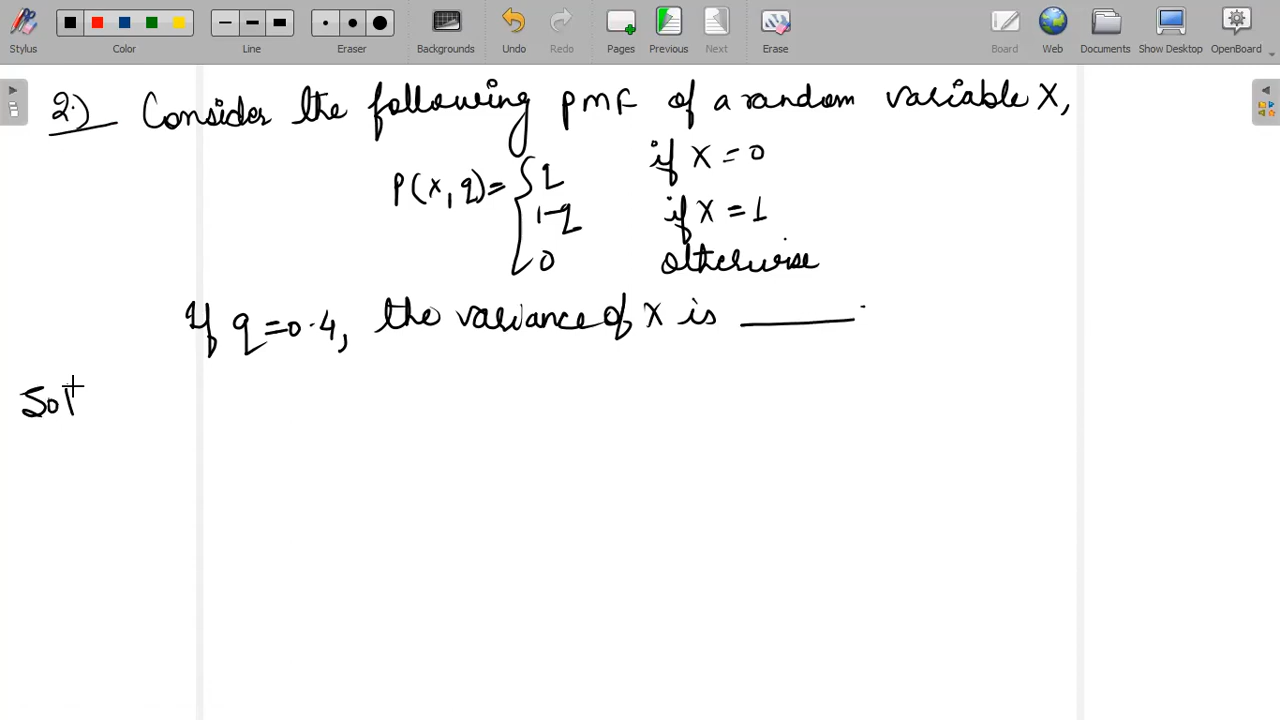 Stylus Color Line Eraser Backgrounds Undo Redo Pages Previous Next Erase Board Web Documents Show Desktop OpenBoard
2.) Consider the following PMF of a random variable X,
P(x, q) = { q if X = 0
1-q if X = 1
0 otherwise
If q = 0.4, the variance of X is ______.
Sol